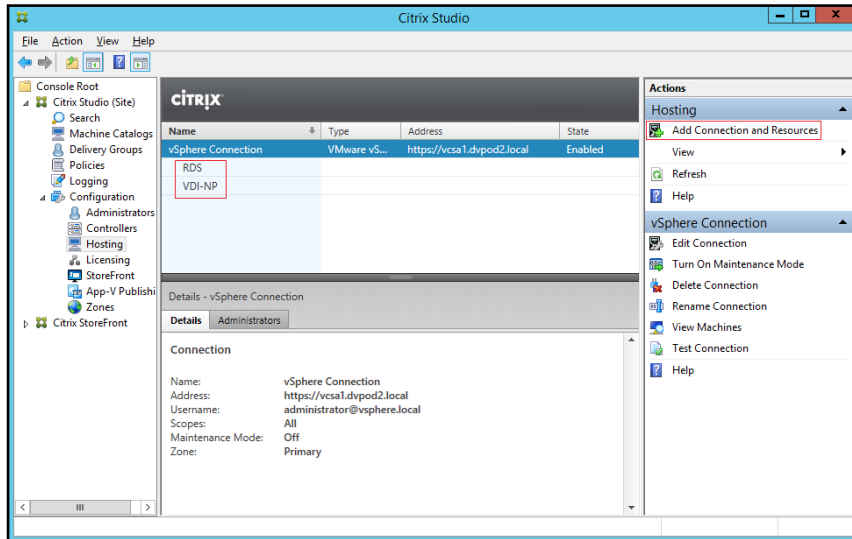 Citrix Studio
File Action View Help
Console Root
Citrix Studio (Site)
Search
Machine Catalogs
Delivery Groups
Policies
Logging
Configuration
Administrators
Controllers
Hosting
Licensing
StoreFront
App-V Publishi
Zones
Citrix StoreFront
CİTRIX
Name Type Address State
vSphere Connection VMware vS... https://vcsa1.dvpod2.local Enabled
RDS
VDI-NP
Details - vSphere Connection
Details Administrators
Connection
Name: vSphere Connection
Address: https://vcsa1.dvpod2.local
Username: administrator@vsphere.local
Scopes: All
Maintenance Mode: Off
Zone: Primary
Actions
Hosting
Add Connection and Resources
View
Refresh
Help
vSphere Connection
Edit Connection
Turn On Maintenance Mode
Delete Connection
Rename Connection
View Machines
Test Connection
Help